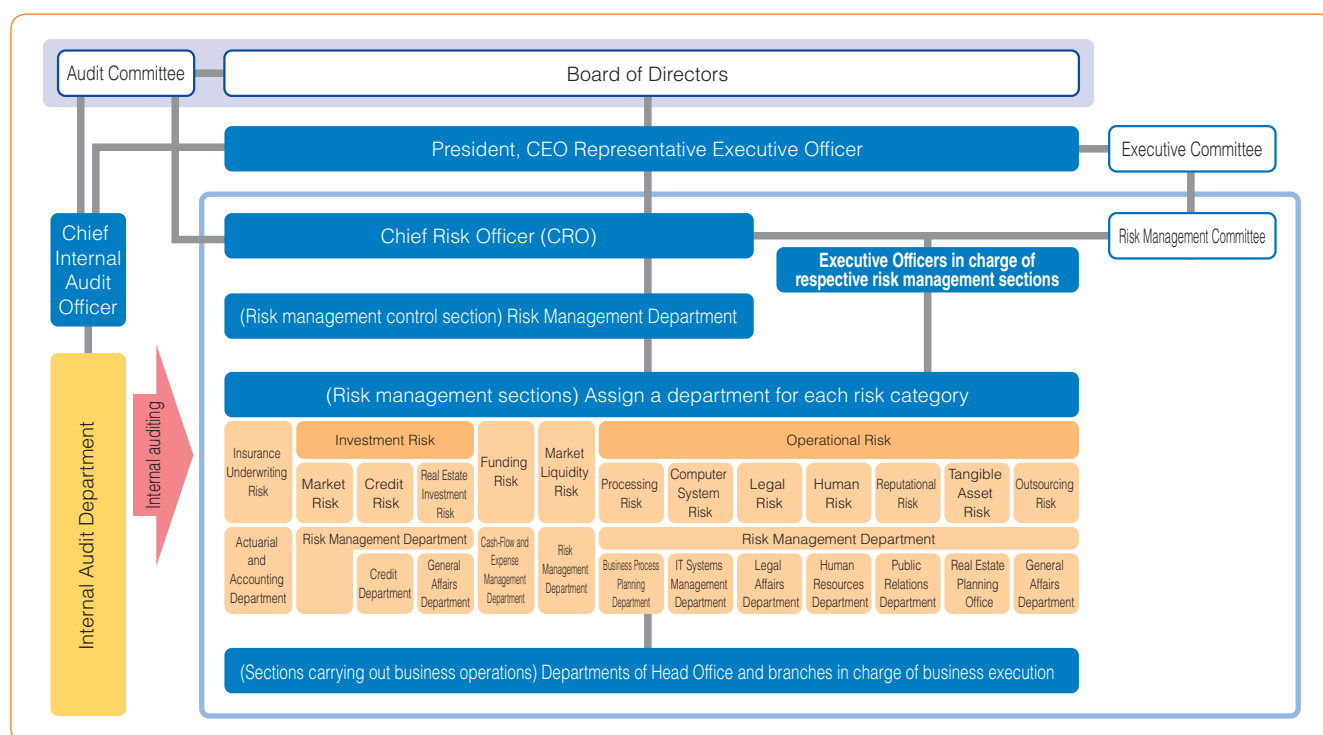 Audit Committee
Board of Directors
President, CEO Representative Executive Officer
Executive Committee
Chief
Internal
Audit
Officer
Chief Risk Officer (CRO)
Risk Management Committee
Executive Officers in charge of
respective risk management sections
(Risk management control section) Risk Management Department
Internal Audit Department
Internal auditing
(Risk management sections) Assign a department for each risk category
Insurance
Underwriting
Risk
Investment Risk
Market
Risk
Credit
Risk
Real Estate
Investment
Risk
Funding
Risk
Market
Liquidity
Risk
Operational Risk
Processing
Risk
Computer
System
Risk
Legal
Risk
Human
Risk
Reputational
Risk
Tangible
Asset
Risk
Outsourcing
Risk
Actuarial
and
Accounting
Department
Risk Management Department
Credit
Department
General
Affairs
Department
Cash-Flow and
Expense
Management
Department
Risk
Management
Department
Risk Management Department
Business Process
Planning
Department
IT Systems
Management
Department
Legal
Affairs
Department
Human
Resources
Department
Public
Relations
Department
Real Estate
Planning
Office
General
Affairs
Department
(Sections carrying out business operations) Departments of Head Office and branches in charge of business execution